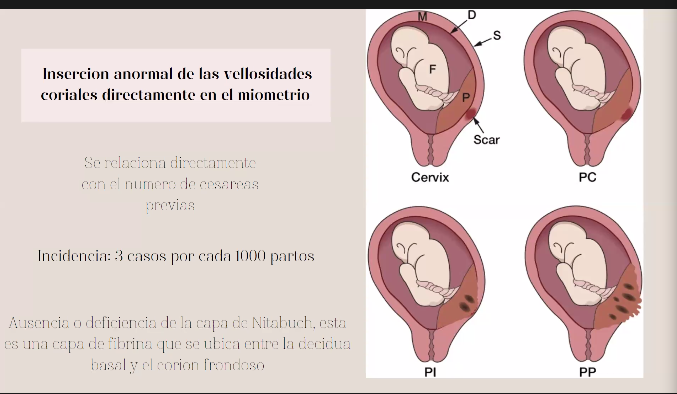 Insercion anormal de las vellosidades
coriales directamente en el miometrio
Se relaciona directamente
con el numero de cesareas
previas
Incidencia: 3 casos por cada 1000 partos
Ausencia o deficiencia de la capa de Nitabuch, esta
es una capa de fibrina que se ubica entre la decidua
basal y el corion frondoso
M
D
S
F
P
Scar
Cervix
PC
PI
PP